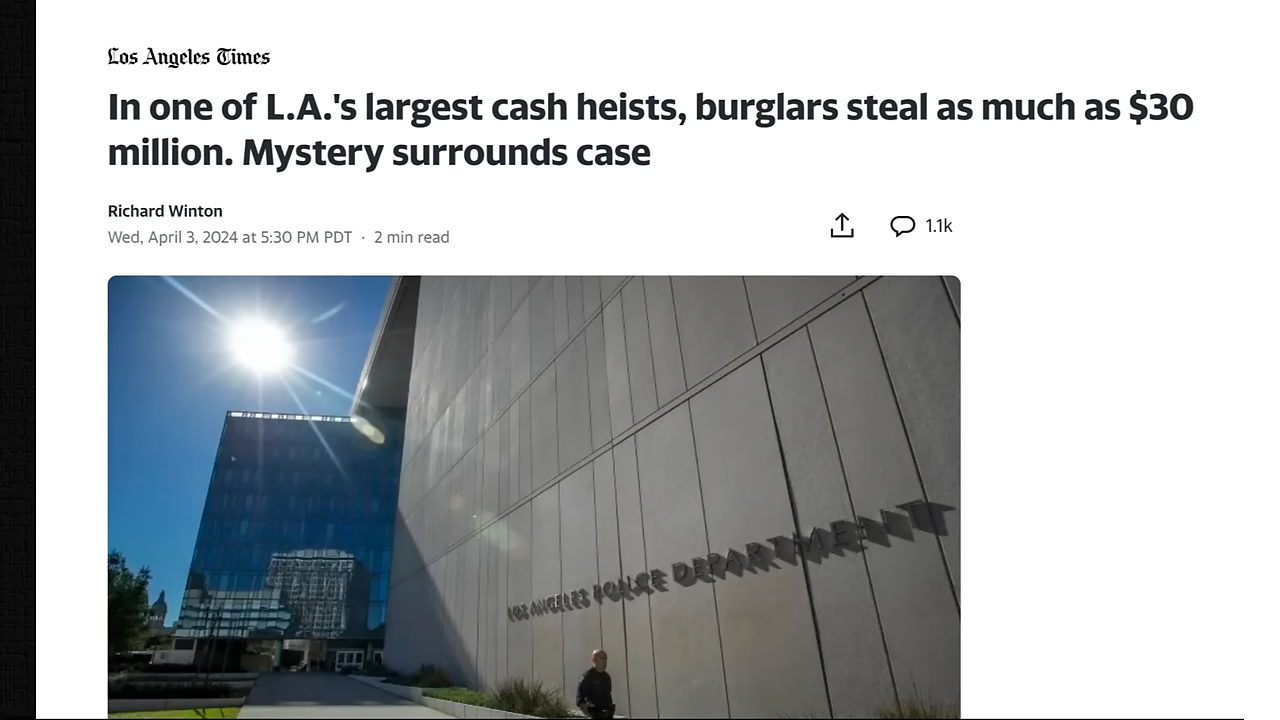 Los Angeles Times
In one of L.A.'s largest cash heists, burglars steal as much as $30
million. Mystery surrounds case
Richard Winton
Wed, April 3, 2024 at 5:30 PM PDT · 2 min read
1.1k
LOS ANGELES POLICE DEPARTMENT